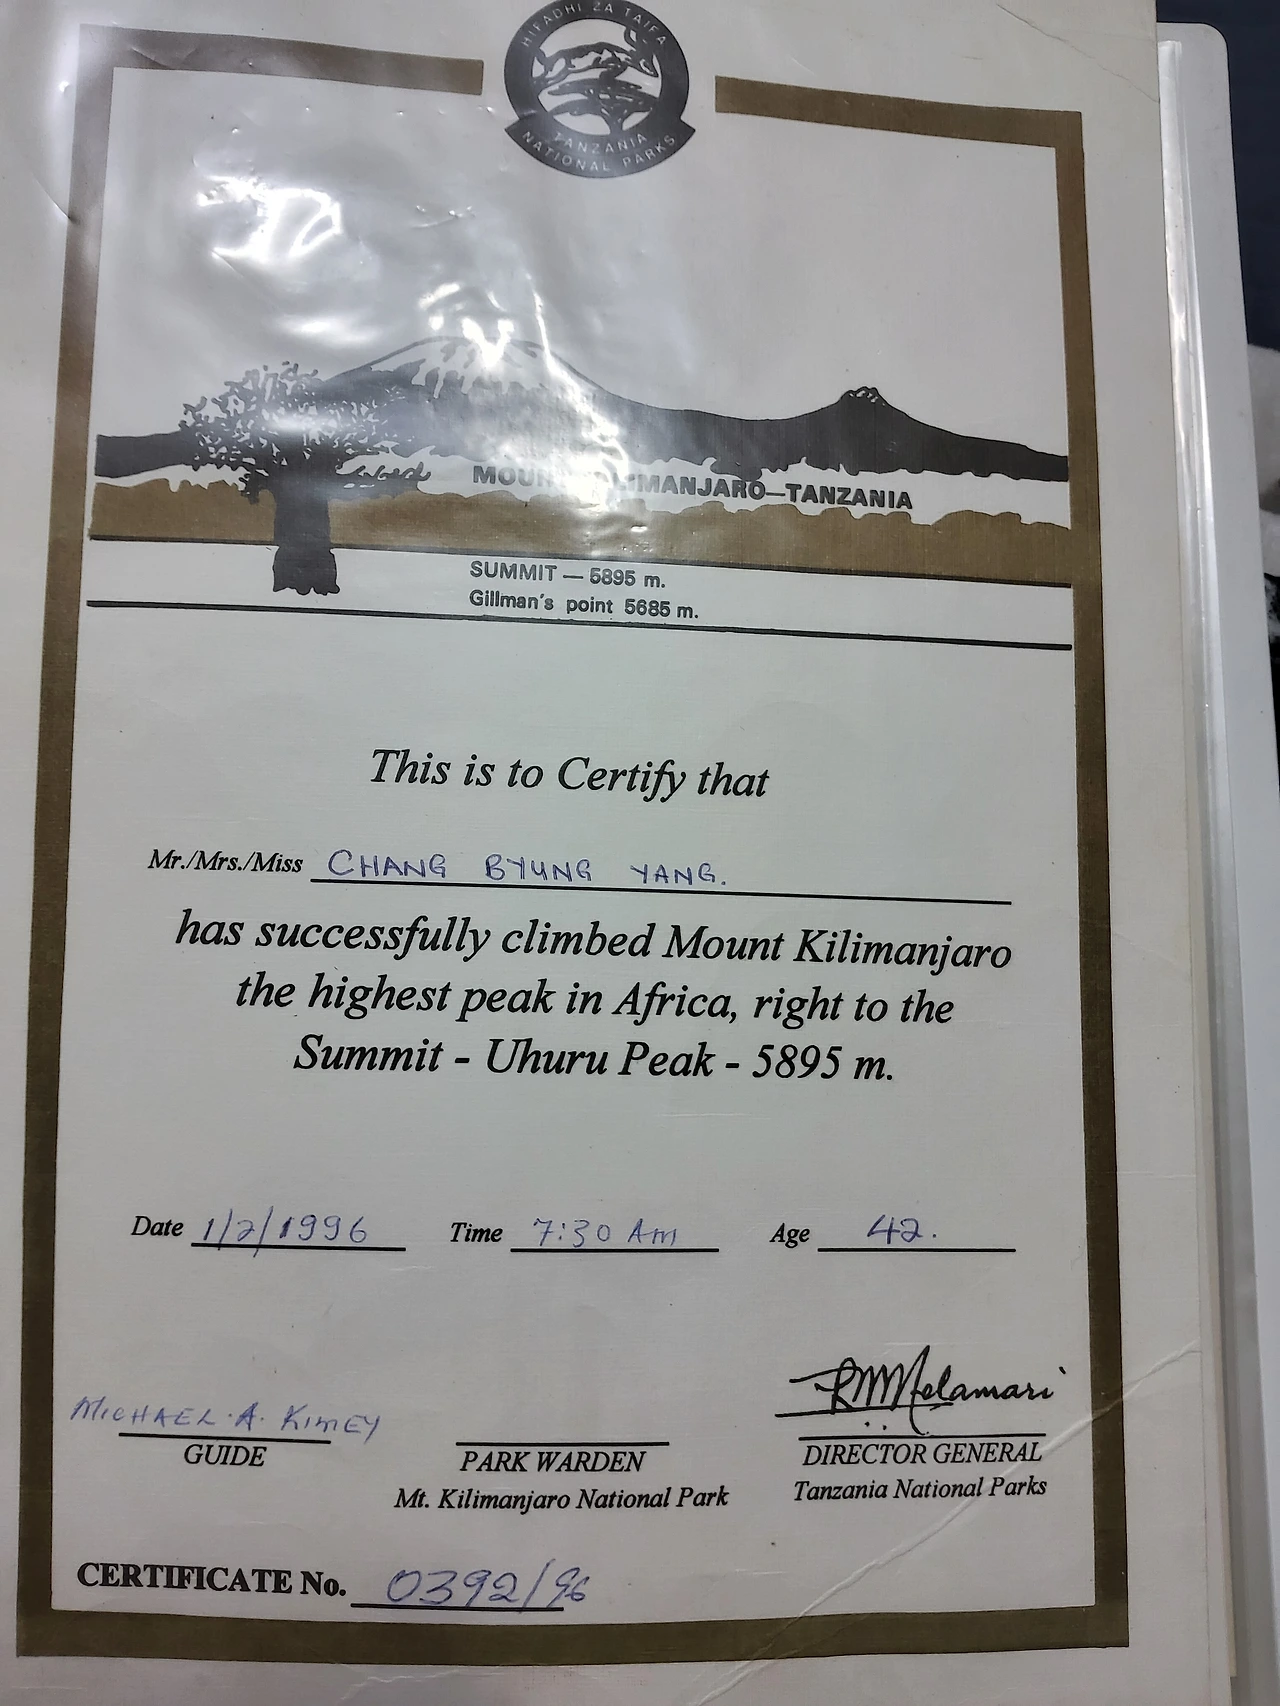 HIFADHI ZA TAIFA
TANZANIA
NATIONAL PARKS
MOUNT KILIMANJARO—TANZANIA
SUMMIT — 5895 m.
Gillman's point 5685 m.
This is to Certify that
Mr./Mrs./Miss CHANG BYUNG YANG.
has successfully climbed Mount Kilimanjaro
the highest peak in Africa, right to the
Summit - Uhuru Peak - 5895 m.
Date 1/2/1996 Time 7:30 AM Age 42.
MICHAEL A. KIMEY
GUIDE PARK WARDEN DIRECTOR GENERAL
Mt. Kilimanjaro National Park Tanzania National Parks
CERTIFICATE No. 0392/96